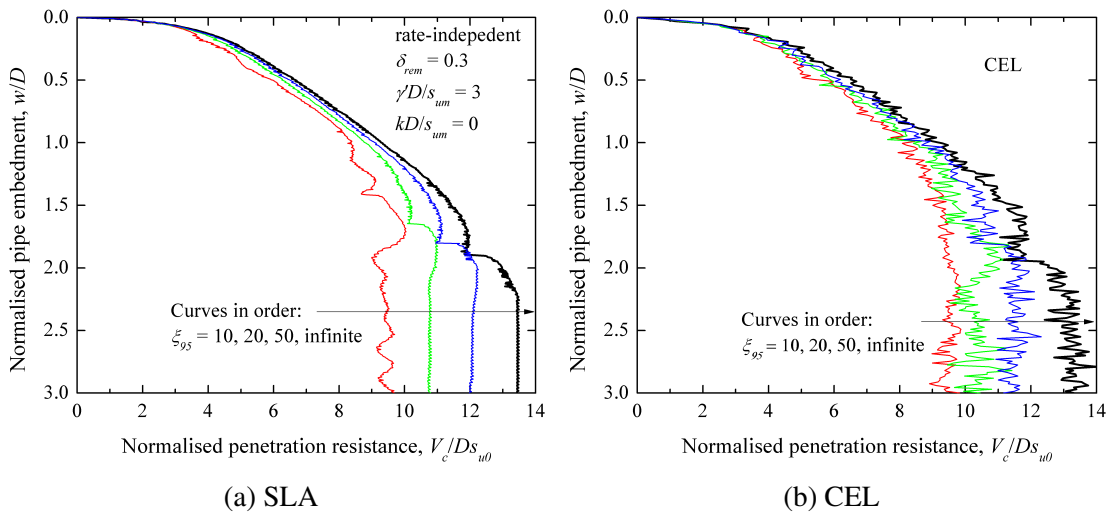 0.0
0.5
1.0
1.5
2.0
2.5
3.0
Normalised pipe embedment, w/D
rate-indepedent
δrem = 0.3
γ'D/sum = 3
kD/sum = 0
Curves in order:
ξ95 = 10, 20, 50, infinite
0 2 4 6 8 10 12 14
Normalised penetration resistance, Vc/Dsu0
(a) SLA
0.0
0.5
1.0
1.5
2.0
2.5
3.0
Normalised pipe embedment, w/D
CEL
Curves in order:
ξ95 = 10, 20, 50, infinite
0 2 4 6 8 10 12 14
Normalised penetration resistance, Vc/Dsu0
(b) CEL